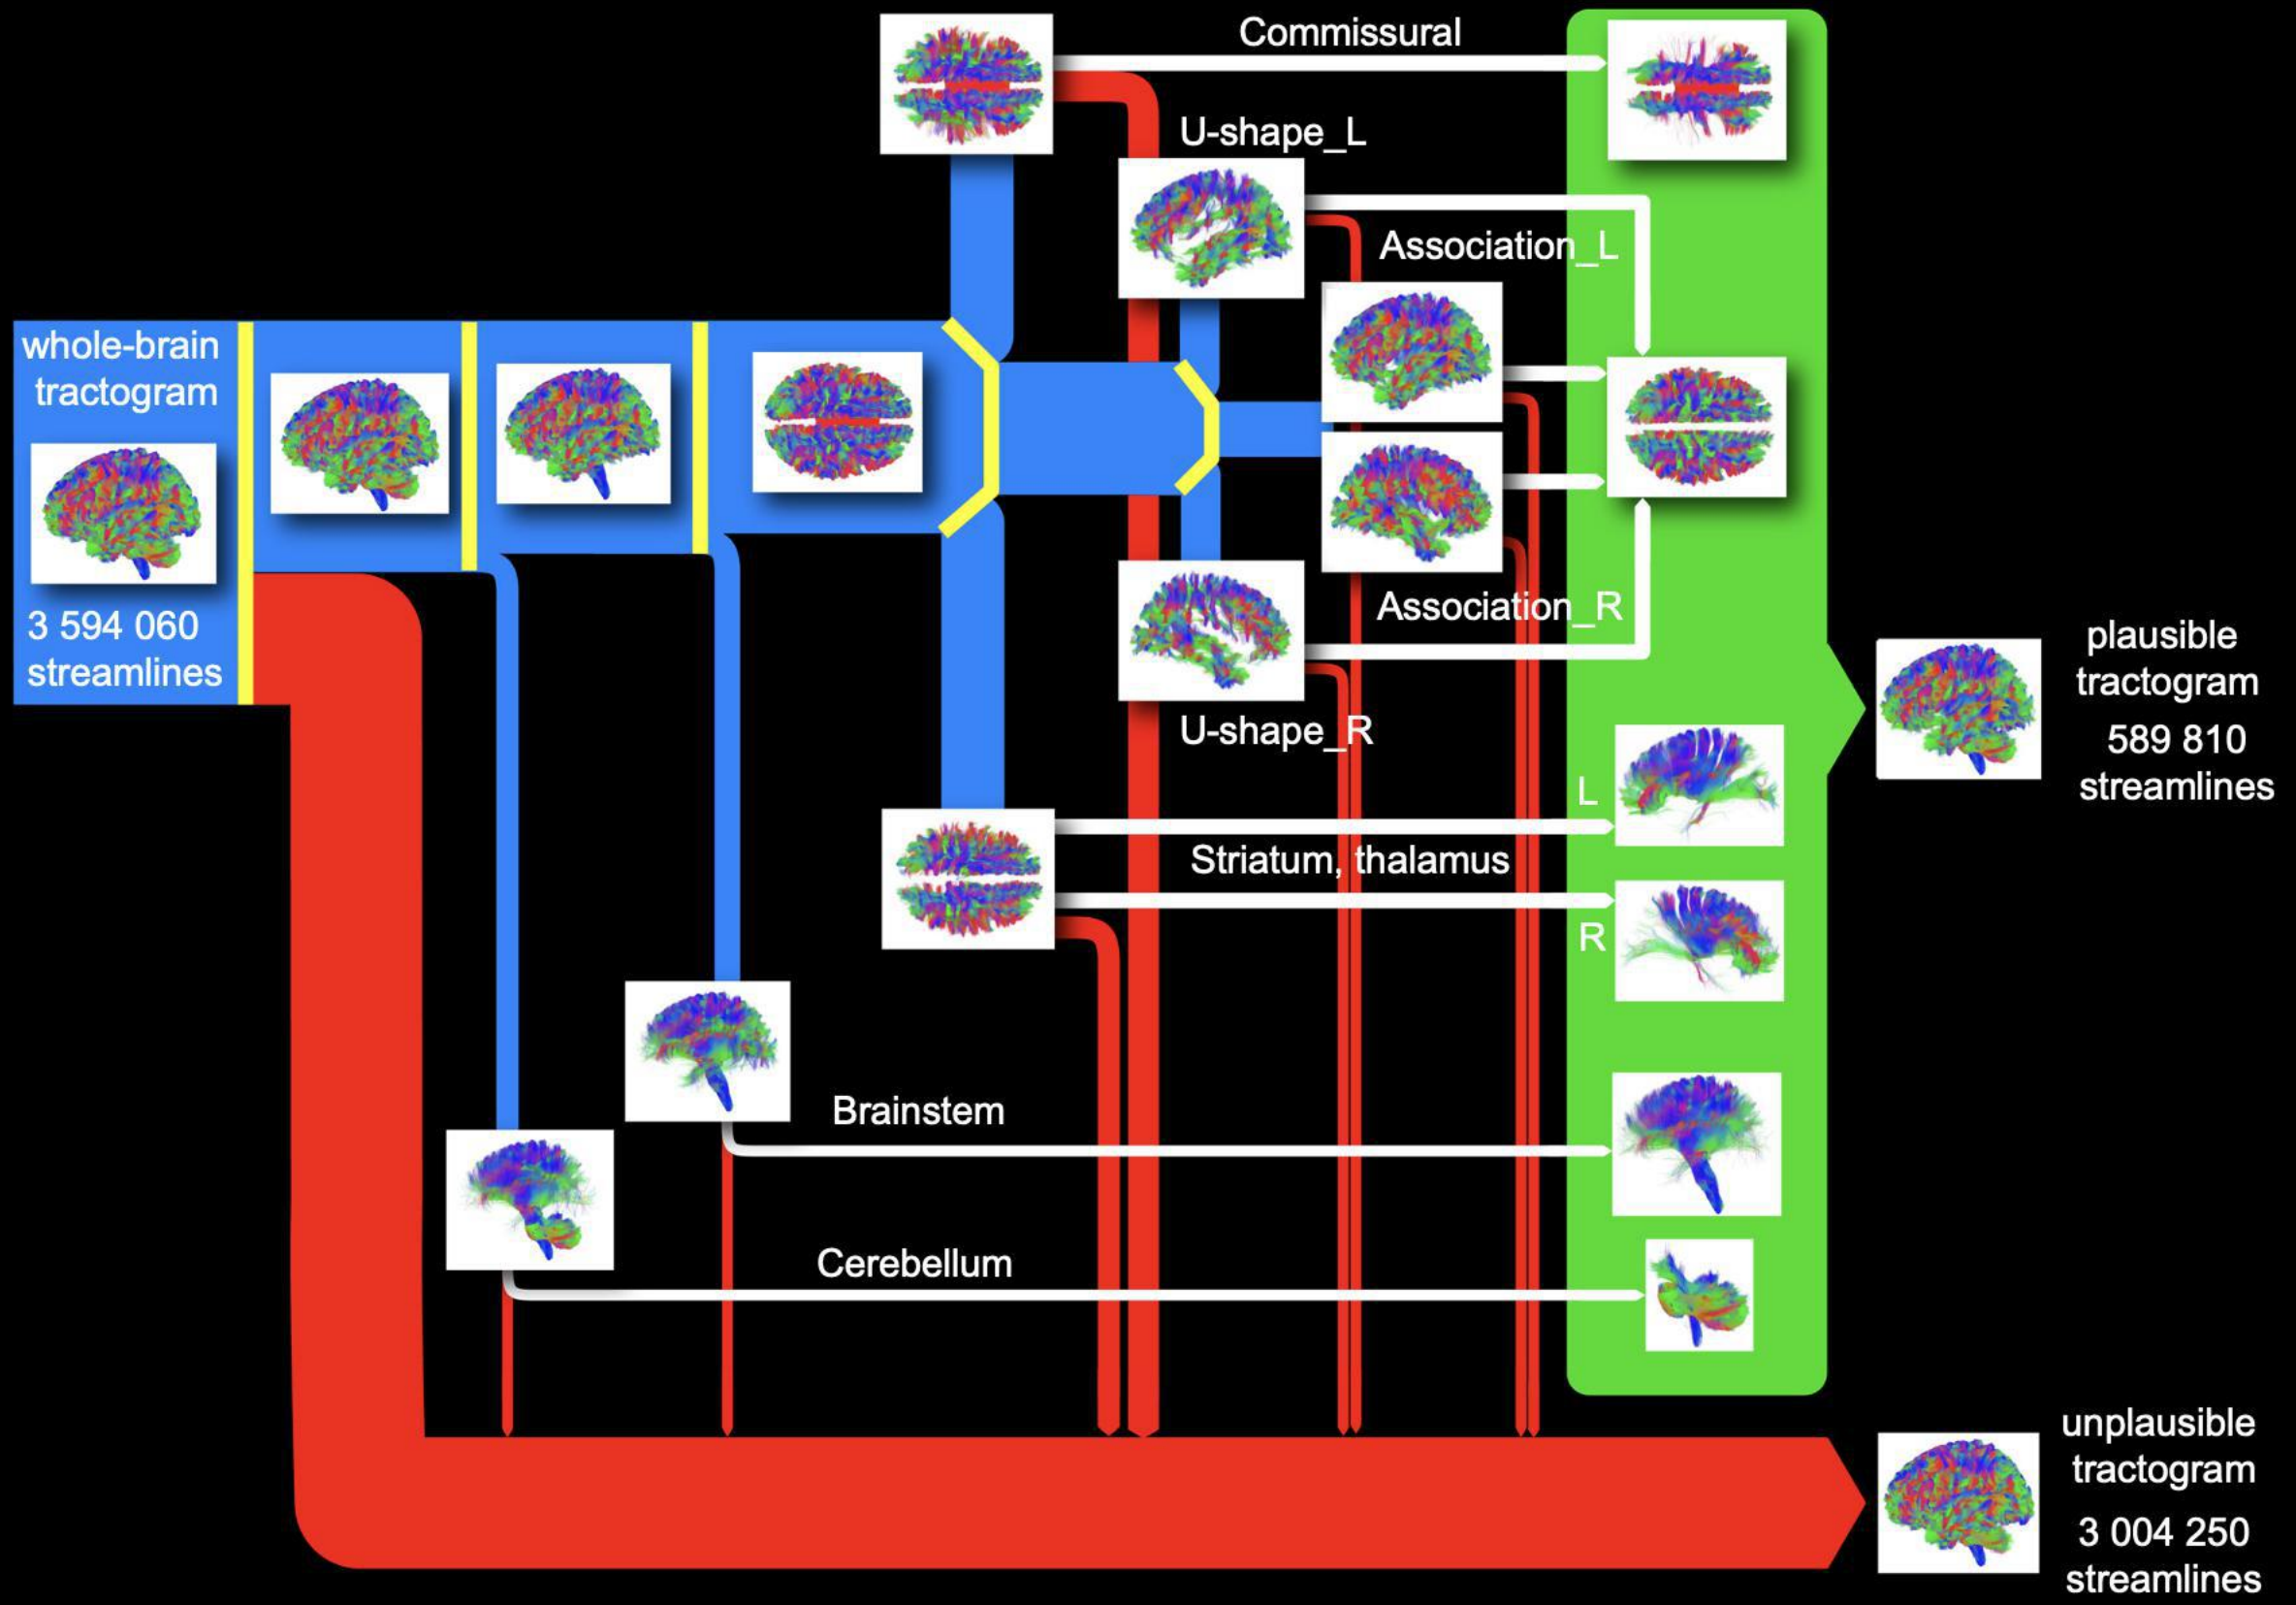 Commissural
U-shape_L
Association_L
whole-brain
tractogram
3 594 060
streamlines
Association_R
U-shape_R
plausible
tractogram
589 810
streamlines
L
Striatum, thalamus
R
Brainstem
Cerebellum
unplausible
tractogram
3 004 250
streamlines